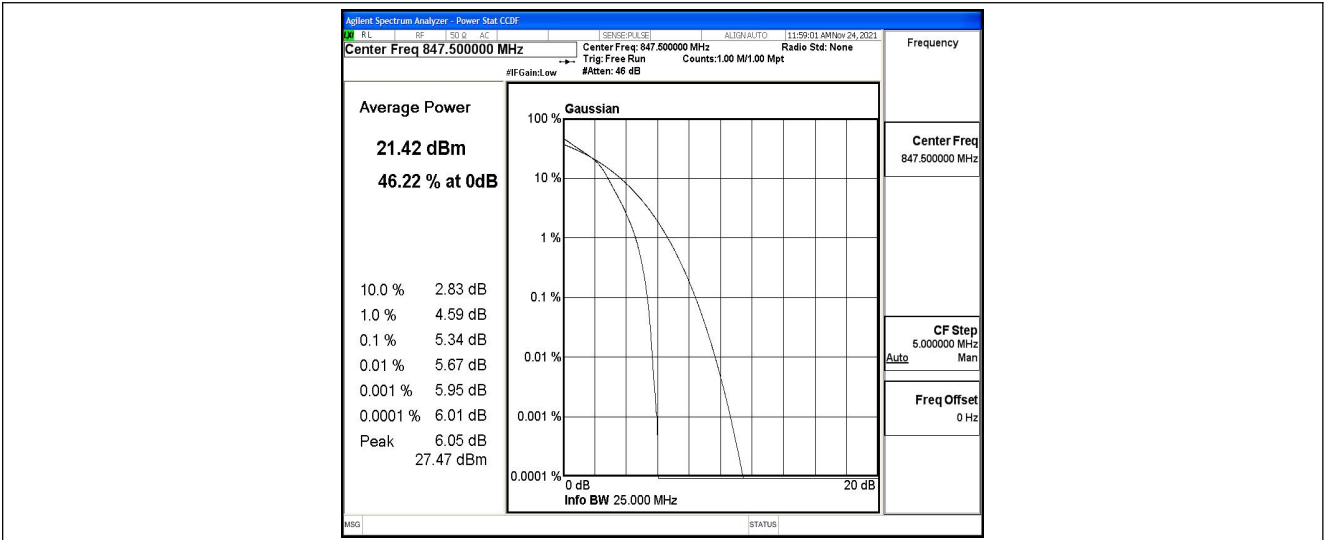 Agilent Spectrum Analyzer - Power Stat CCDF
LXI RL RF 50 Ω AC SENSE:PULSE ALIGN AUTO 11:59:01 AM Nov 24, 2021
Center Freq 847.500000 MHz
Center Freq: 847.500000 MHz Radio Std: None
Trig: Free Run Counts:1.00 M/1.00 Mpt
#IFGain:Low #Atten: 46 dB
Frequency
Average Power
21.42 dBm
46.22 % at 0dB
10.0 % 2.83 dB
1.0 % 4.59 dB
0.1 % 5.34 dB
0.01 % 5.67 dB
0.001 % 5.95 dB
0.0001 % 6.01 dB
Peak 6.05 dB
27.47 dBm
Gaussian
100 %
10 %
1 %
0.1 %
0.01 %
0.001 %
0.0001 %
0 dB 20 dB
Info BW 25.000 MHz
Center Freq
847.500000 MHz
CF Step
5.000000 MHz
Auto Man
Freq Offset
0 Hz
MSG STATUS